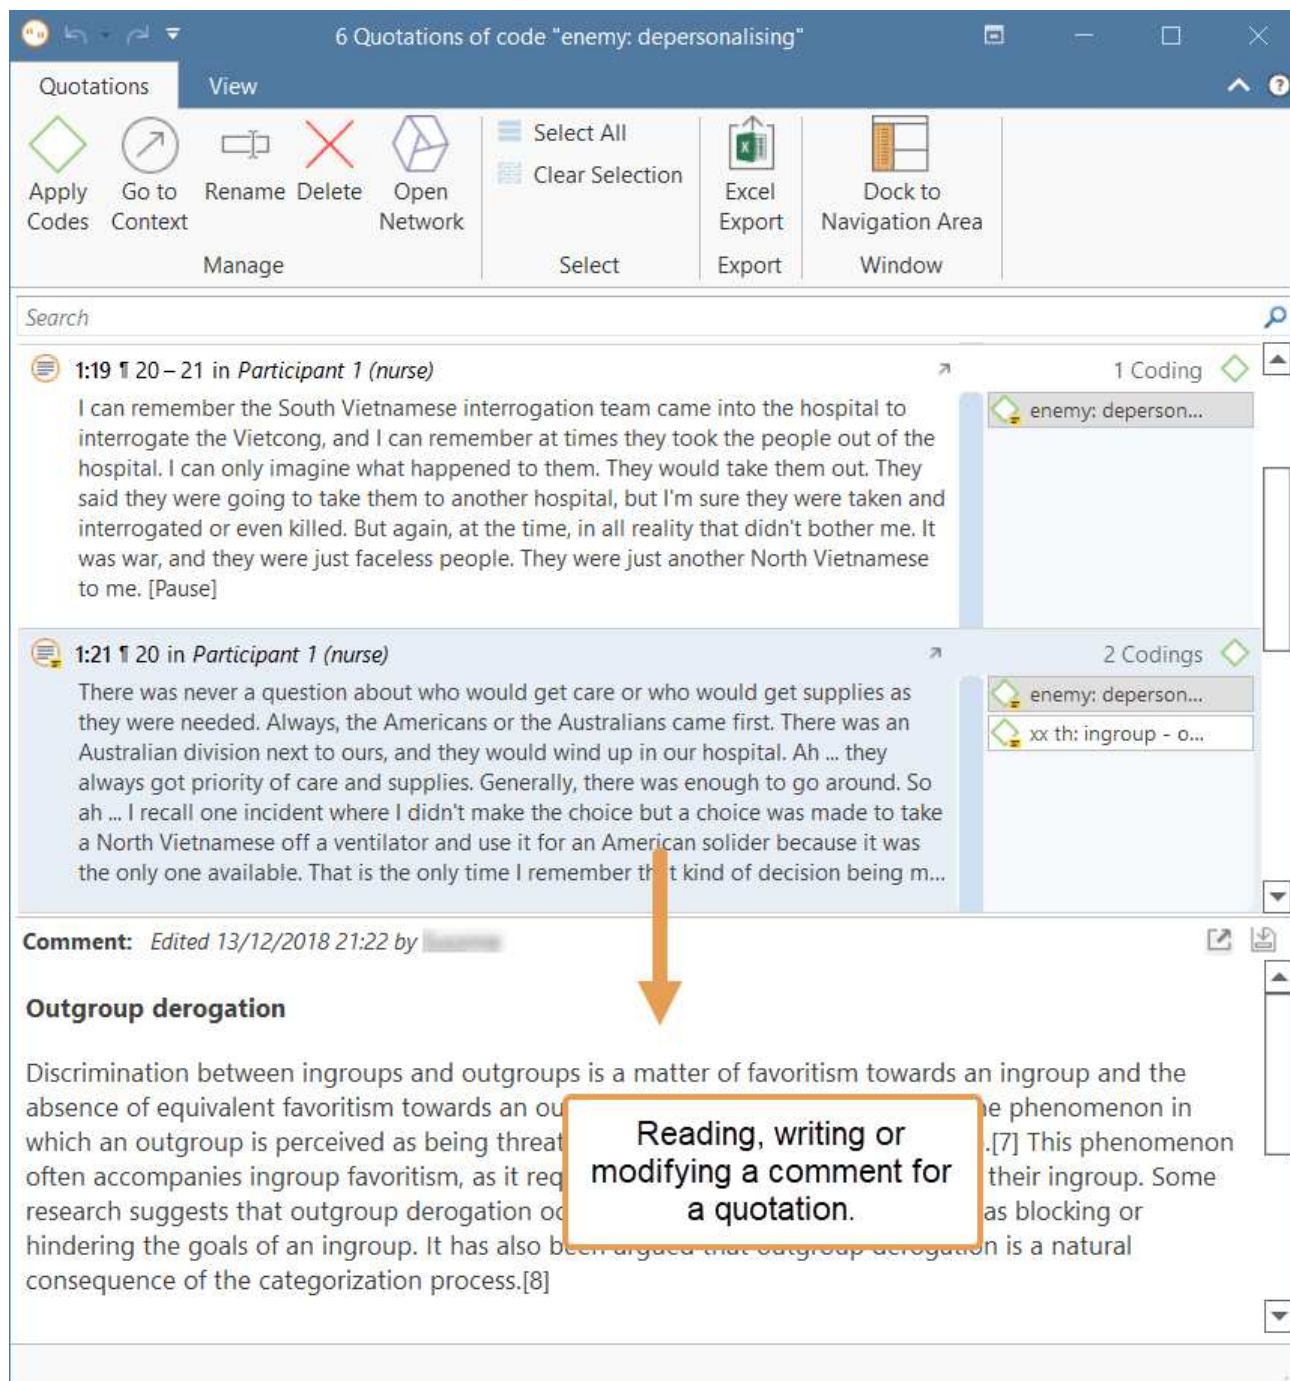 6 Quotations of code "enemy: depersonalising"
Quotations View
Apply Codes
Go to Context
Rename
Delete
Open Network
Manage
Select All
Clear Selection
Select
Excel Export
Export
Dock to Navigation Area
Window
Search
1:19 ¶ 20 – 21 in Participant 1 (nurse)
1 Coding
I can remember the South Vietnamese interrogation team came into the hospital to
interrogate the Vietcong, and I can remember at times they took the people out of the
hospital. I can only imagine what happened to them. They would take them out. They
said they were going to take them to another hospital, but I'm sure they were taken and
interrogated or even killed. But again, at the time, in all reality that didn't bother me. It
was war, and they were just faceless people. They were just another North Vietnamese
to me. [Pause]
enemy: deperson...
1:21 ¶ 20 in Participant 1 (nurse)
2 Codings
There was never a question about who would get care or who would get supplies as
they were needed. Always, the Americans or the Australians came first. There was an
Australian division next to ours, and they would wind up in our hospital. Ah ... they
always got priority of care and supplies. Generally, there was enough to go around. So
ah ... I recall one incident where I didn't make the choice but a choice was made to take
a North Vietnamese off a ventilator and use it for an American solider because it was
the only one available. That is the only time I remember that kind of decision being m...
enemy: deperson...
xx th: ingroup - o...
Comment: Edited 13/12/2018 21:22 by
Outgroup derogation
Discrimination between ingroups and outgroups is a matter of favoritism towards an ingroup and the
absence of equivalent favoritism towards an phenomenon in
which an outgroup is perceived as being .[7] This phenomenon
often accompanies ingroup favoritism, as it their ingroup. Some
research suggests that outgroup derogation as blocking or
hindering the goals of an ingroup. It has also been argued that outgroup derogation is a natural
consequence of the categorization process.[8]
Reading, writing or
modifying a comment for
a quotation.